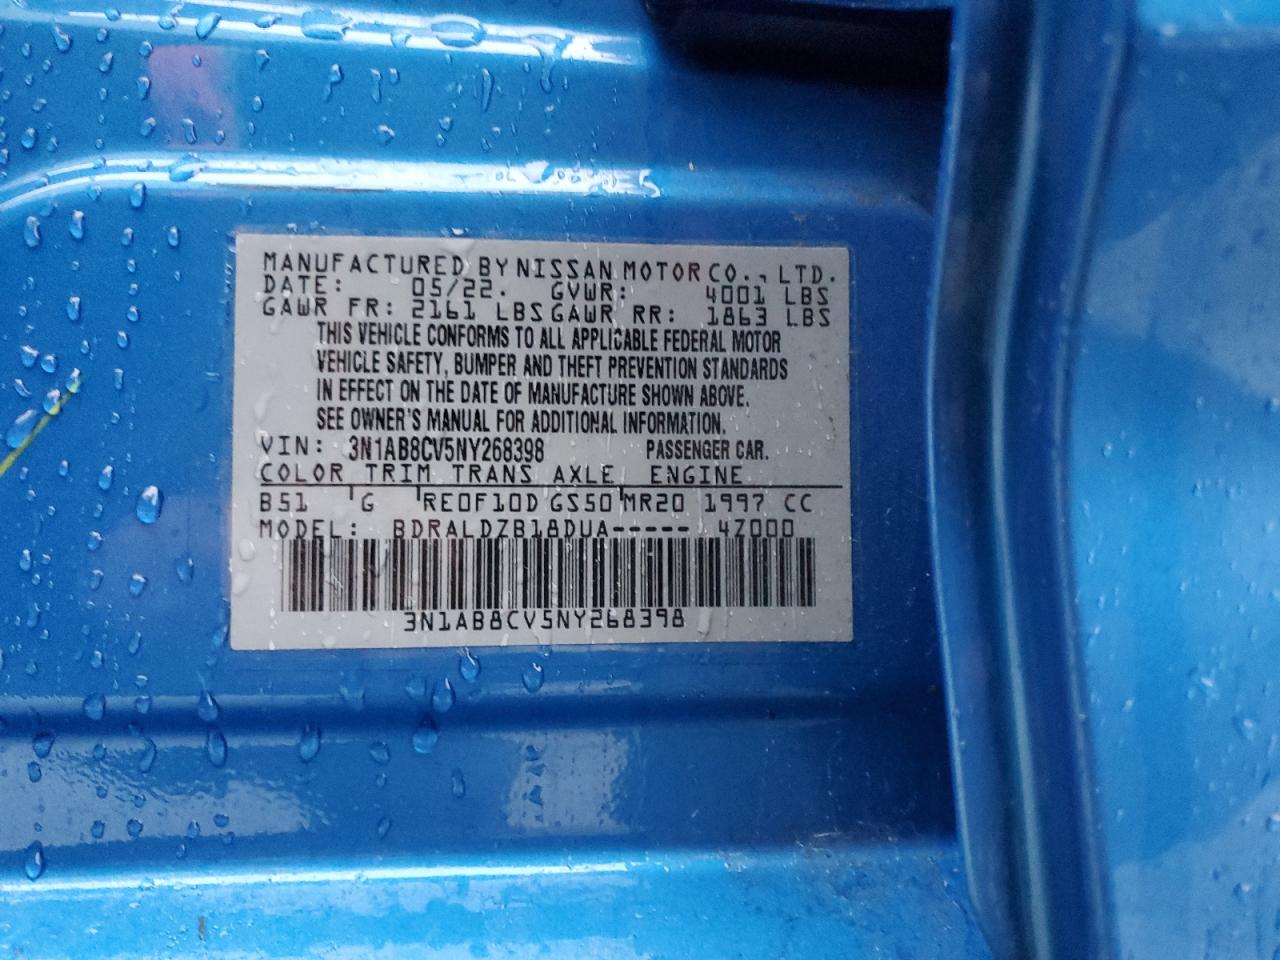 MANUFACTURED BY NISSAN MOTOR CO., LTD.
DATE: 05/22. GVWR: 4001 LBS
GAWR FR: 2161 LBS GAWR RR: 1863 LBS
THIS VEHICLE CONFORMS TO ALL APPLICABLE FEDERAL MOTOR
VEHICLE SAFETY, BUMPER AND THEFT PREVENTION STANDARDS
IN EFFECT ON THE DATE OF MANUFACTURE SHOWN ABOVE.
SEE OWNER'S MANUAL FOR ADDITIONAL INFORMATION.
VIN: 3N1AB8CV5NY268398 PASSENGER CAR.
COLOR TRIM TRANS AXLE ENGINE
B51 G RE0F10D GS50 MR20 1997 CC
MODEL: BDRALDZB18DUA----- 4Z000
3N1AB8CV5NY268398